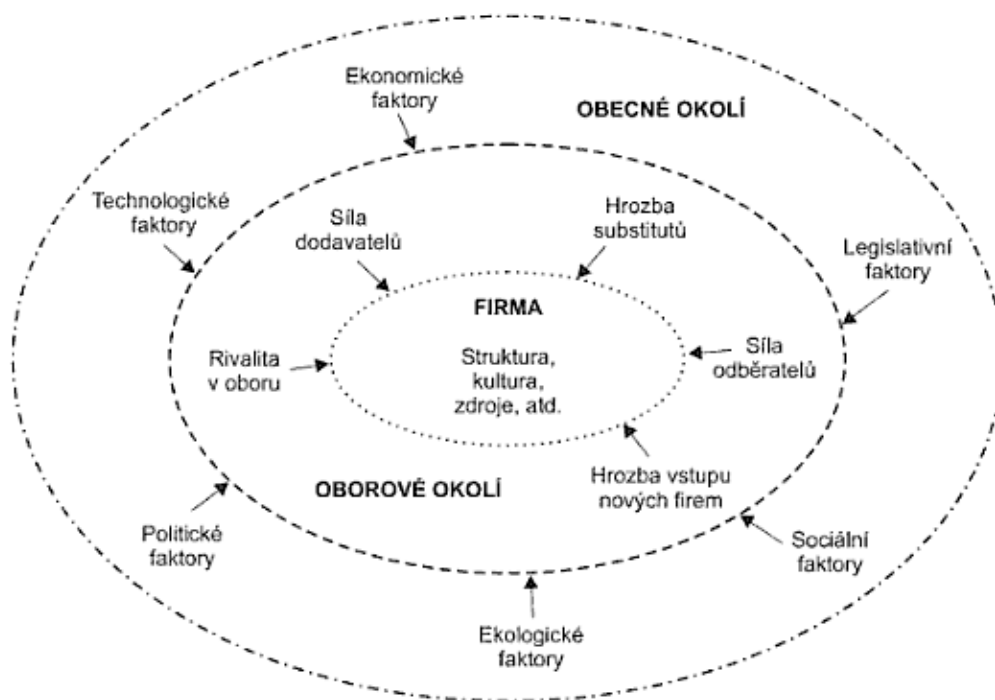 Ekonomické
faktory
OBECNÉ OKOLÍ
Technologické
faktory
Síla
dodavatelů
Hrozba
substitutů
Legislativní
faktory
FIRMA
Struktura,
kultura,
zdroje, atd.
Rivalita
v oboru
Síla
odběratelů
OBOROVÉ OKOLÍ
Hrozba vstupu
nových firem
Politické
faktory
Sociální
faktory
Ekologické
faktory